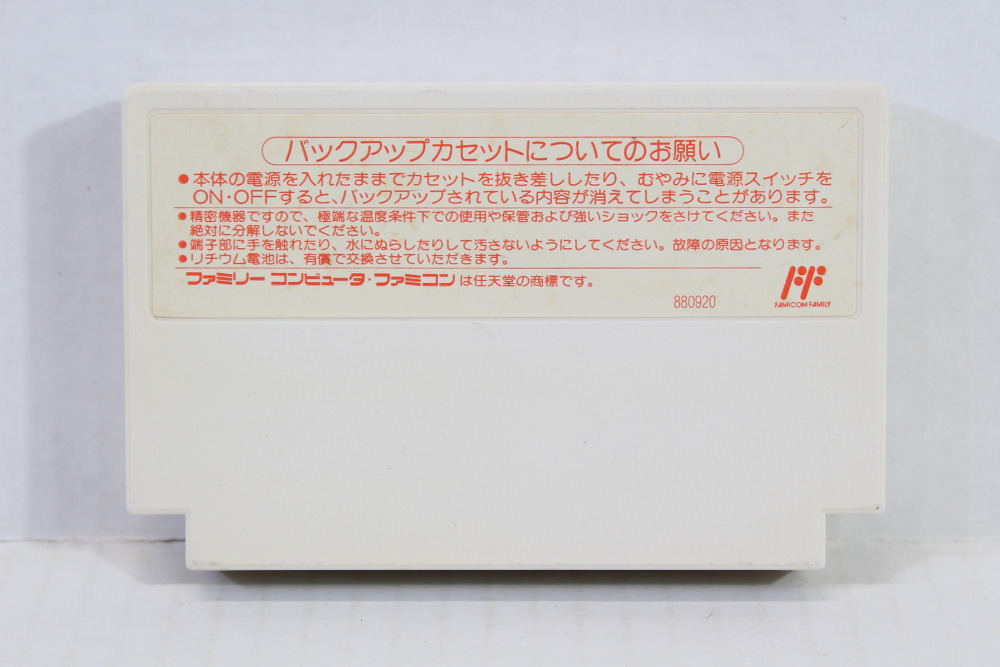 バックアップカセットについてのお願い
●本体の電源を入れたままでカセットを抜き差ししたり、むやみに電源スイッチを
ON・OFFすると、バックアップされている内容が消えてしまうことがあります。
●精密機器ですので、極端な温度条件下での使用や保管および強いショックをさけてください。また
絶対に分解しないでください。
●端子部に手を触れたり、水にぬらしたりして汚さないようにしてください。故障の原因となります。
●リチウム電池は、有償で交換させていただきます。
ファミリー コンピュータ・ファミコンは任天堂の商標です。
880920
FAMICOM FAMILY